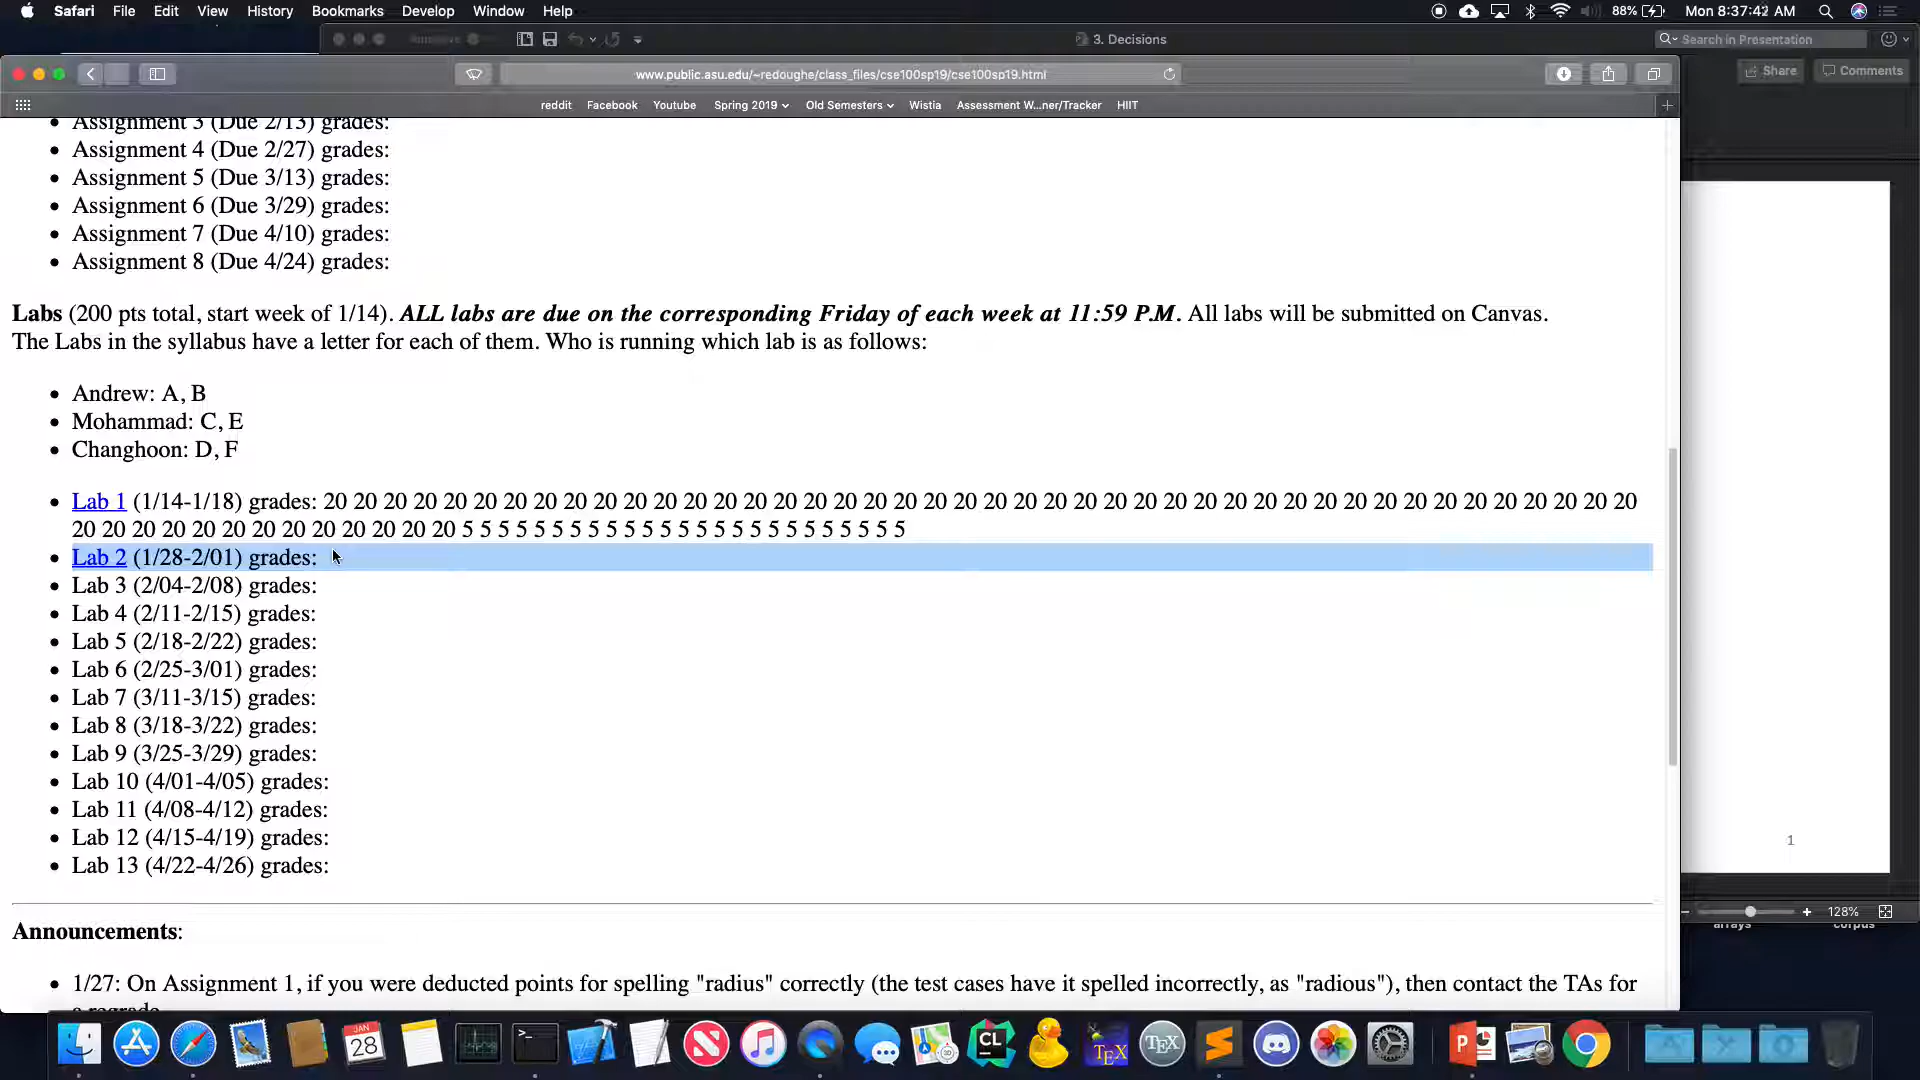 Safari File Edit View History Bookmarks Develop Window Help 88% Mon 8:37:42 AM
3. Decisions Search in Presentation
www.public.asu.edu/~redoughe/class_files/cse100sp19/cse100sp19.html Share Comments
reddit Facebook Youtube Spring 2019 Old Semesters Wistia Assessment W...ner/Tracker HIIT
Assignment 3 (Due 2/13) grades:
Assignment 4 (Due 2/27) grades:
Assignment 5 (Due 3/13) grades:
Assignment 6 (Due 3/29) grades:
Assignment 7 (Due 4/10) grades:
Assignment 8 (Due 4/24) grades:
Labs (200 pts total, start week of 1/14). ALL labs are due on the corresponding Friday of each week at 11:59 P.M. All labs will be submitted on Canvas.
The Labs in the syllabus have a letter for each of them. Who is running which lab is as follows:
Andrew: A, B
Mohammad: C, E
Changhoon: D, F
Lab 1 (1/14-1/18) grades: 20 20 20 20 20 20 20 20 20 20 20 20 20 20 20 20 20 20 20 20 20 20 20 20 20 20 20 20 20 20 20 20 20 20 20 20 20 20 20 20 20 20 20 20
20 20 20 20 20 20 20 20 20 20 20 20 20 5 5 5 5 5 5 5 5 5 5 5 5 5 5 5 5 5 5 5 5 5 5 5 5 5
Lab 2 (1/28-2/01) grades:
Lab 3 (2/04-2/08) grades:
Lab 4 (2/11-2/15) grades:
Lab 5 (2/18-2/22) grades:
Lab 6 (2/25-3/01) grades:
Lab 7 (3/11-3/15) grades:
Lab 8 (3/18-3/22) grades:
Lab 9 (3/25-3/29) grades:
Lab 10 (4/01-4/05) grades:
Lab 11 (4/08-4/12) grades:
Lab 12 (4/15-4/19) grades:
Lab 13 (4/22-4/26) grades:
1
128%
arrays corpus
Announcements:
1/27: On Assignment 1, if you were deducted points for spelling "radius" correctly (the test cases have it spelled incorrectly, as "radious"), then contact the TAs for
a regrade
JAN
28
CL
TEX
TEX
P